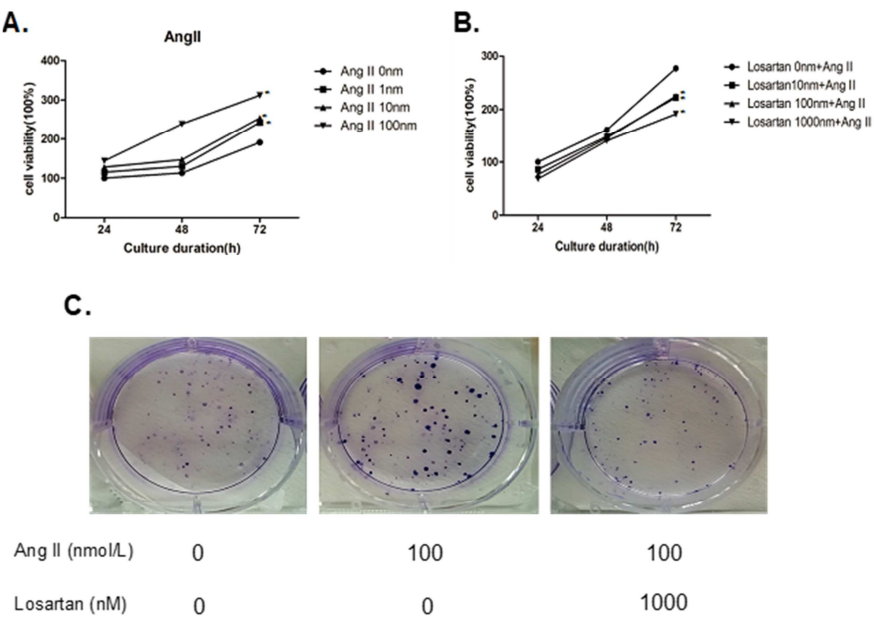 A.
AngII
cell viability(100%)
400
300
200
100
0
24 48 72
Culture duration(h)
Ang II 0nm
Ang II 1nm
Ang II 10nm
Ang II 100nm
*
*
*
B.
cell viability(100%)
300
200
100
0
24 48 72
Culture duration(h)
Losartan 0nm+Ang II
Losartan10nm+Ang II
Losartan 100nm+Ang II
Losartan 1000nm+Ang II
*
*
*
C.
Ang II (nmol/L) 0 100 100
Losartan (nM) 0 0 1000